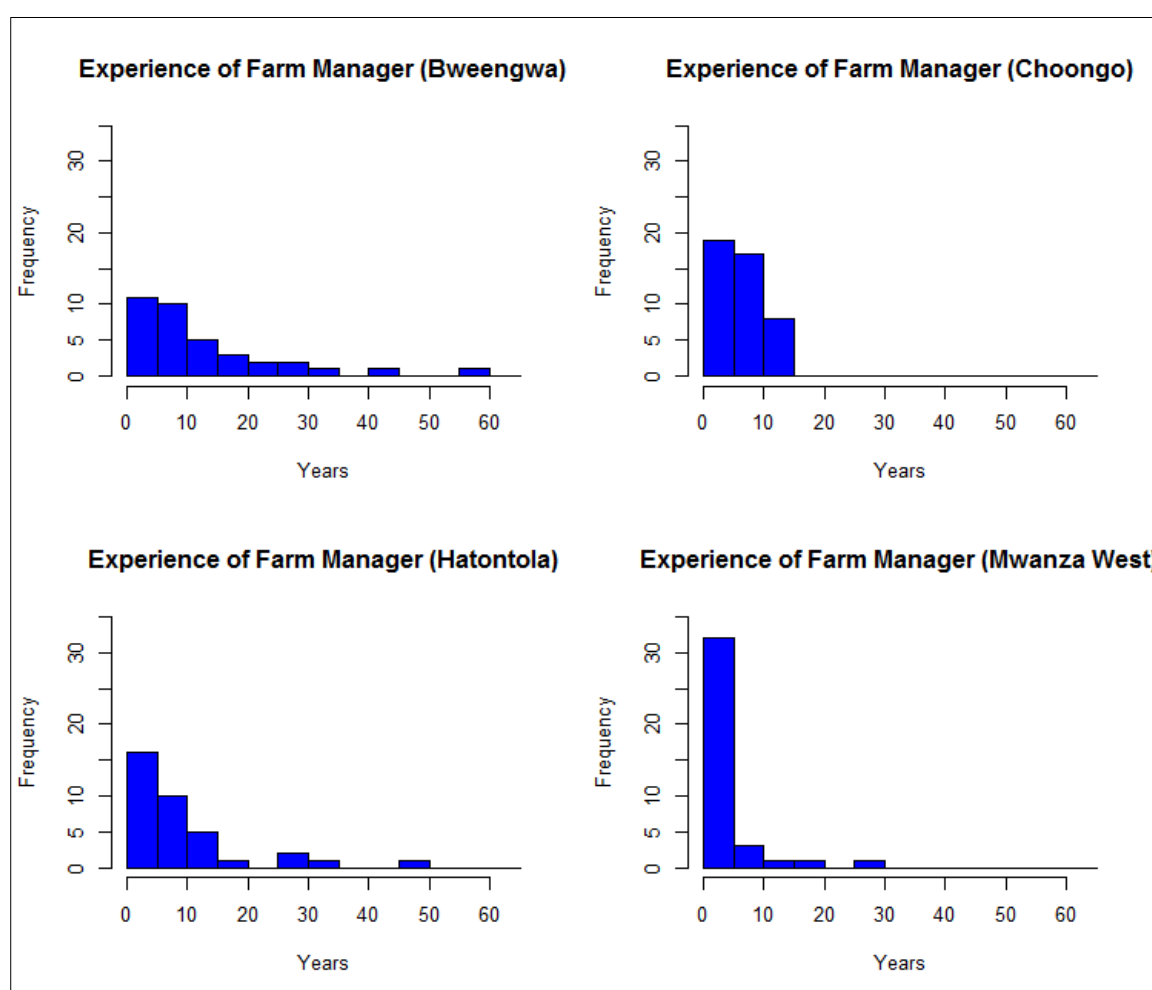 Experience of Farm Manager (Bweengwa)
Frequency
30
20
10
5
0
0 10 20 30 40 50 60
Years
Experience of Farm Manager (Choongo)
Frequency
30
20
10
5
0
0 10 20 30 40 50 60
Years
Experience of Farm Manager (Hatontola)
Frequency
30
20
10
5
0
0 10 20 30 40 50 60
Years
Experience of Farm Manager (Mwanza West)
Frequency
30
20
10
5
0
0 10 20 30 40 50 60
Years